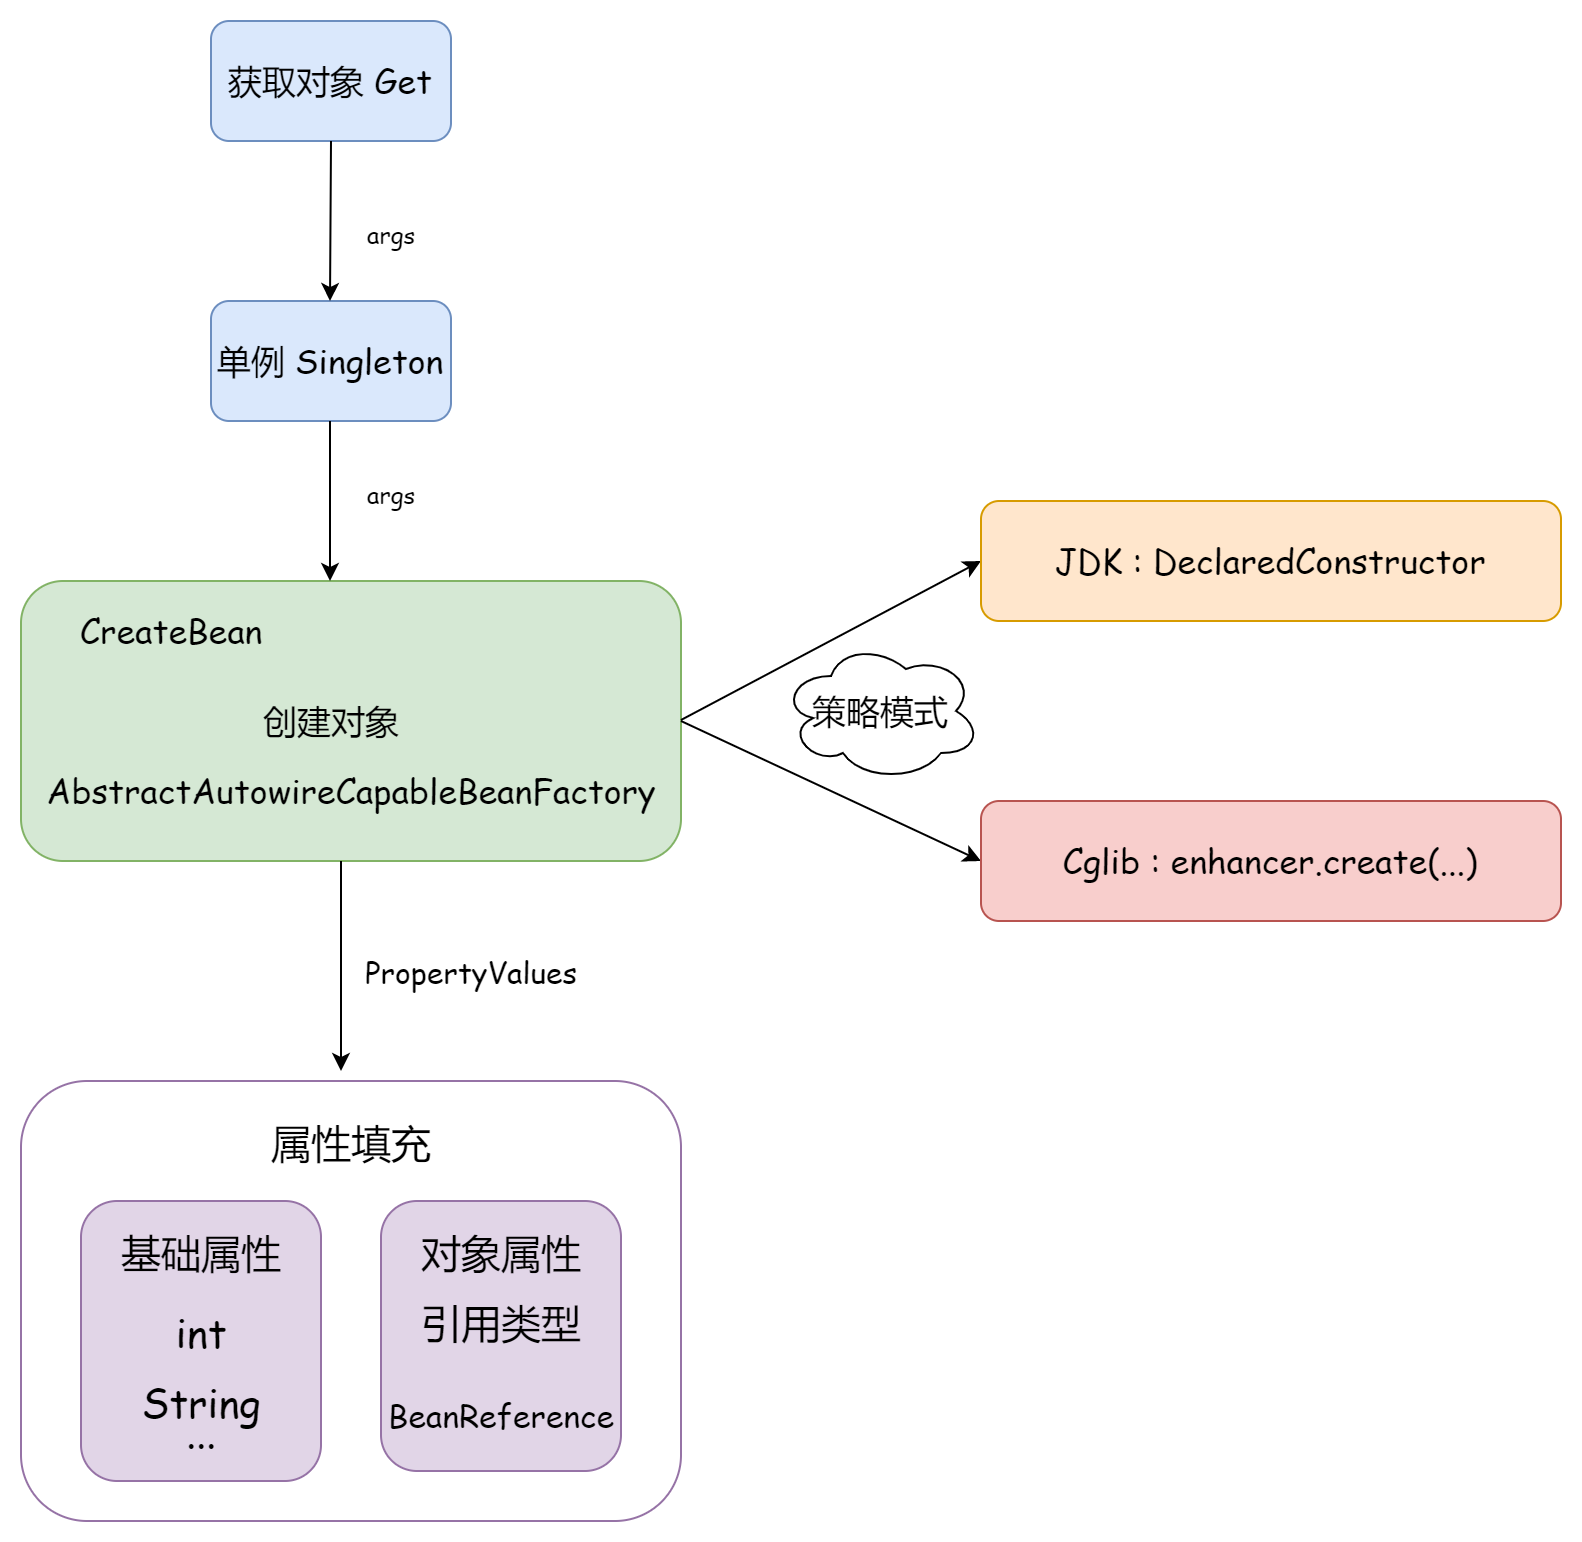 获取对象 Get
args
单例 Singleton
args
CreateBean
创建对象
AbstractAutowireCapableBeanFactory
JDK : DeclaredConstructor
策略模式
Cglib : enhancer.create(...)
PropertyValues
属性填充
基础属性
int
String
...
对象属性
引用类型
BeanReference